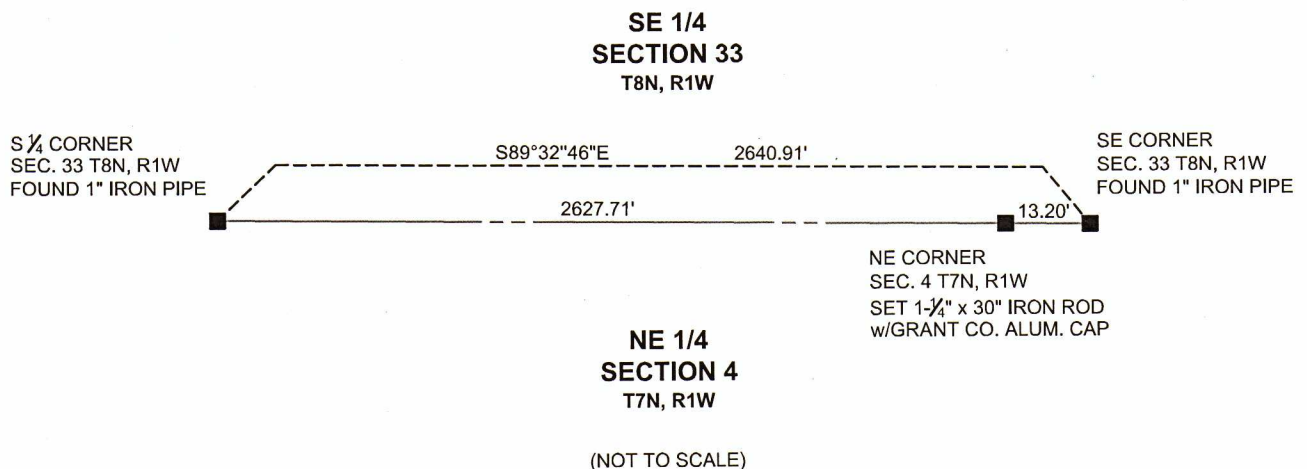 SE 1/4
SECTION 33
T8N, R1W
S 1/4 CORNER
SEC. 33 T8N, R1W
FOUND 1" IRON PIPE
S89°32'46"E 2640.91'
SE CORNER
SEC. 33 T8N, R1W
FOUND 1" IRON PIPE
2627.71'
13.20'
NE CORNER
SEC. 4 T7N, R1W
SET 1-1/4" x 30" IRON ROD
w/GRANT CO. ALUM. CAP
NE 1/4
SECTION 4
T7N, R1W
(NOT TO SCALE)